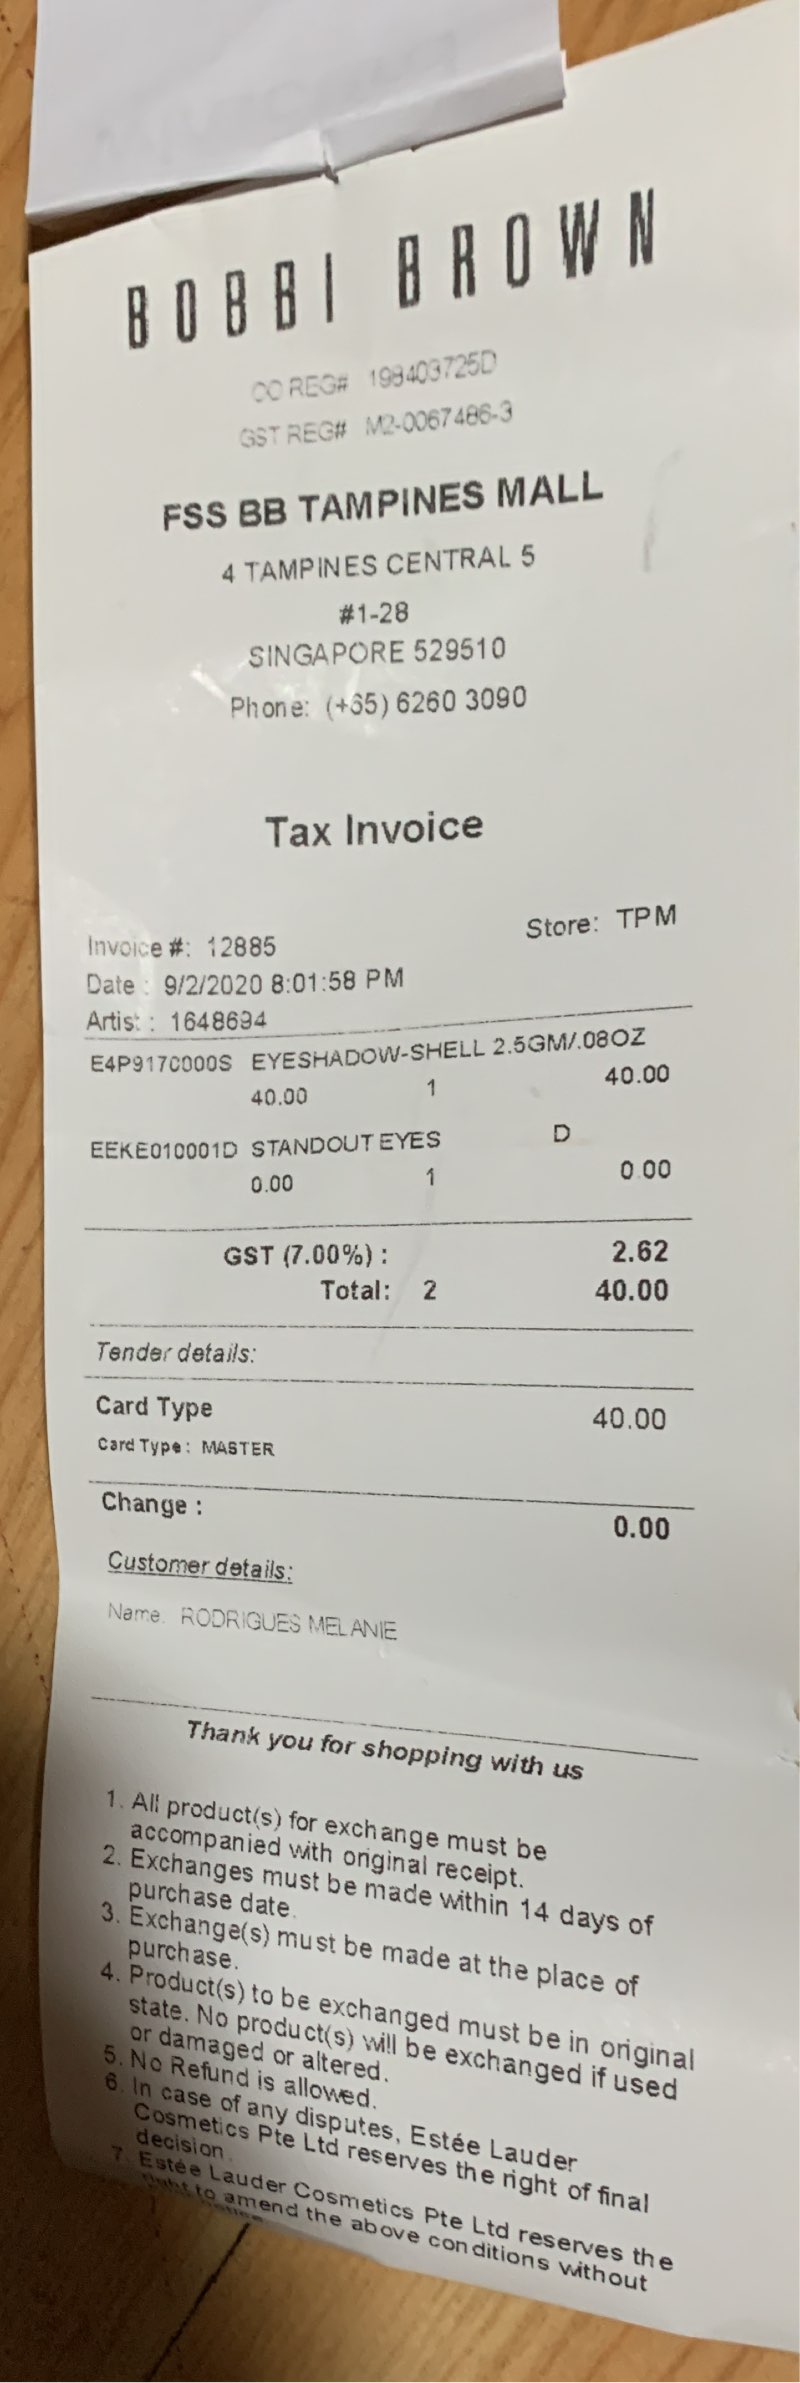 BOBBI BROWN
CO REG# 198403725D
GST REG# M2-0067486-3
FSS BB TAMPINES MALL
4 TAMPINES CENTRAL 5
#1-28
SINGAPORE 529510
Phone: (+65) 6260 3090
Tax Invoice
Invoice #: 12885 Store: TPM
Date : 9/2/2020 8:01:58 PM
Artist : 1648694
E4P917C000S EYESHADOW-SHELL 2.5GM/.08OZ
40.00 1 40.00
EEKE010001D STANDOUT EYES D
0.00 1 0.00
GST (7.00%) : 2.62
Total: 2 40.00
Tender details:
Card Type 40.00
Card Type : MASTER
Change : 0.00
Customer details:
Name. RODRIGUES MELANIE
Thank you for shopping with us
1. All product(s) for exchange must be
accompanied with original receipt.
2. Exchanges must be made within 14 days of
purchase date.
3. Exchange(s) must be made at the place of
purchase.
4. Product(s) to be exchanged must be in original
state. No product(s) will be exchanged if used
or damaged or altered.
5. No Refund is allowed.
6. In case of any disputes, Estée Lauder
Cosmetics Pte Ltd reserves the right of final
decision.
7. Estée Lauder Cosmetics Pte Ltd reserves the
right to amend the above conditions without